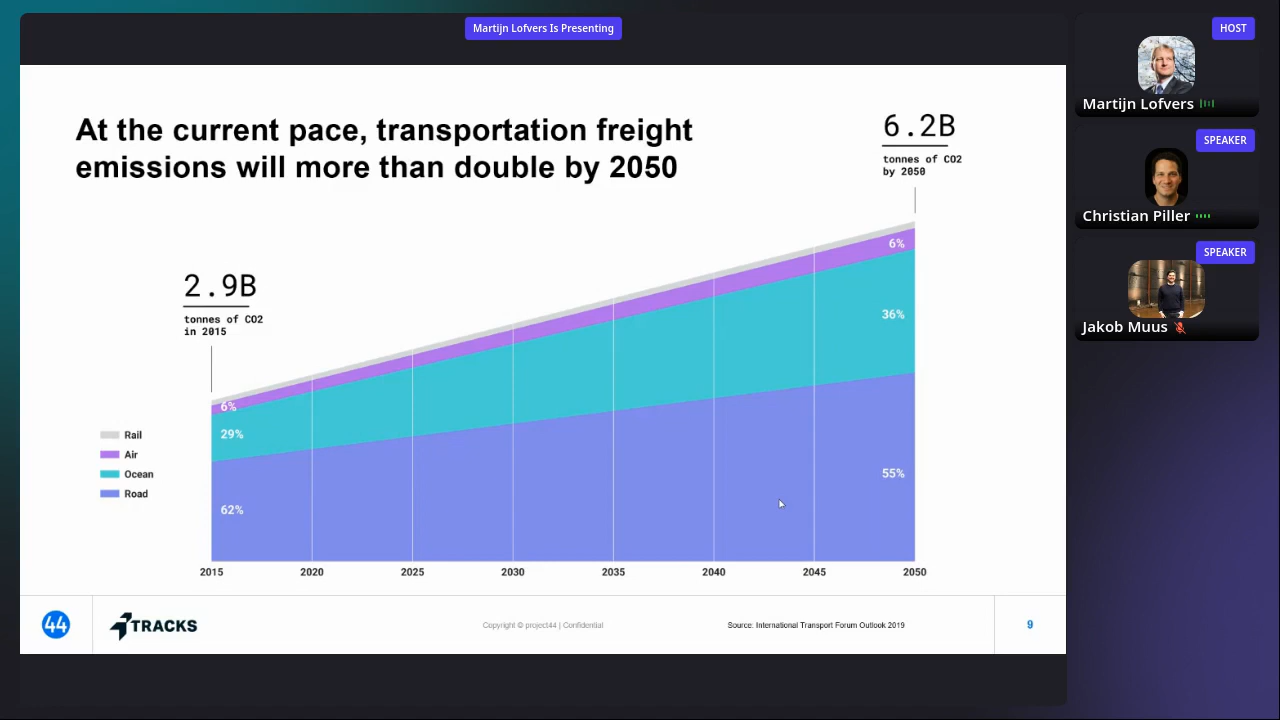 Martijn Lofvers Is Presenting
HOST
Martijn Lofvers
SPEAKER
Christian Piller
SPEAKER
Jakob Muus
At the current pace, transportation freight
emissions will more than double by 2050
6.2B
tonnes of CO2
by 2050
2.9B
tonnes of CO2
in 2015
6%
36%
55%
6%
29%
62%
Rail
Air
Ocean
Road
2015 2020 2025 2030 2035 2040 2045 2050
44
TRACKS
Copyright © project44 | Confidential
Source: International Transport Forum Outlook 2019
9